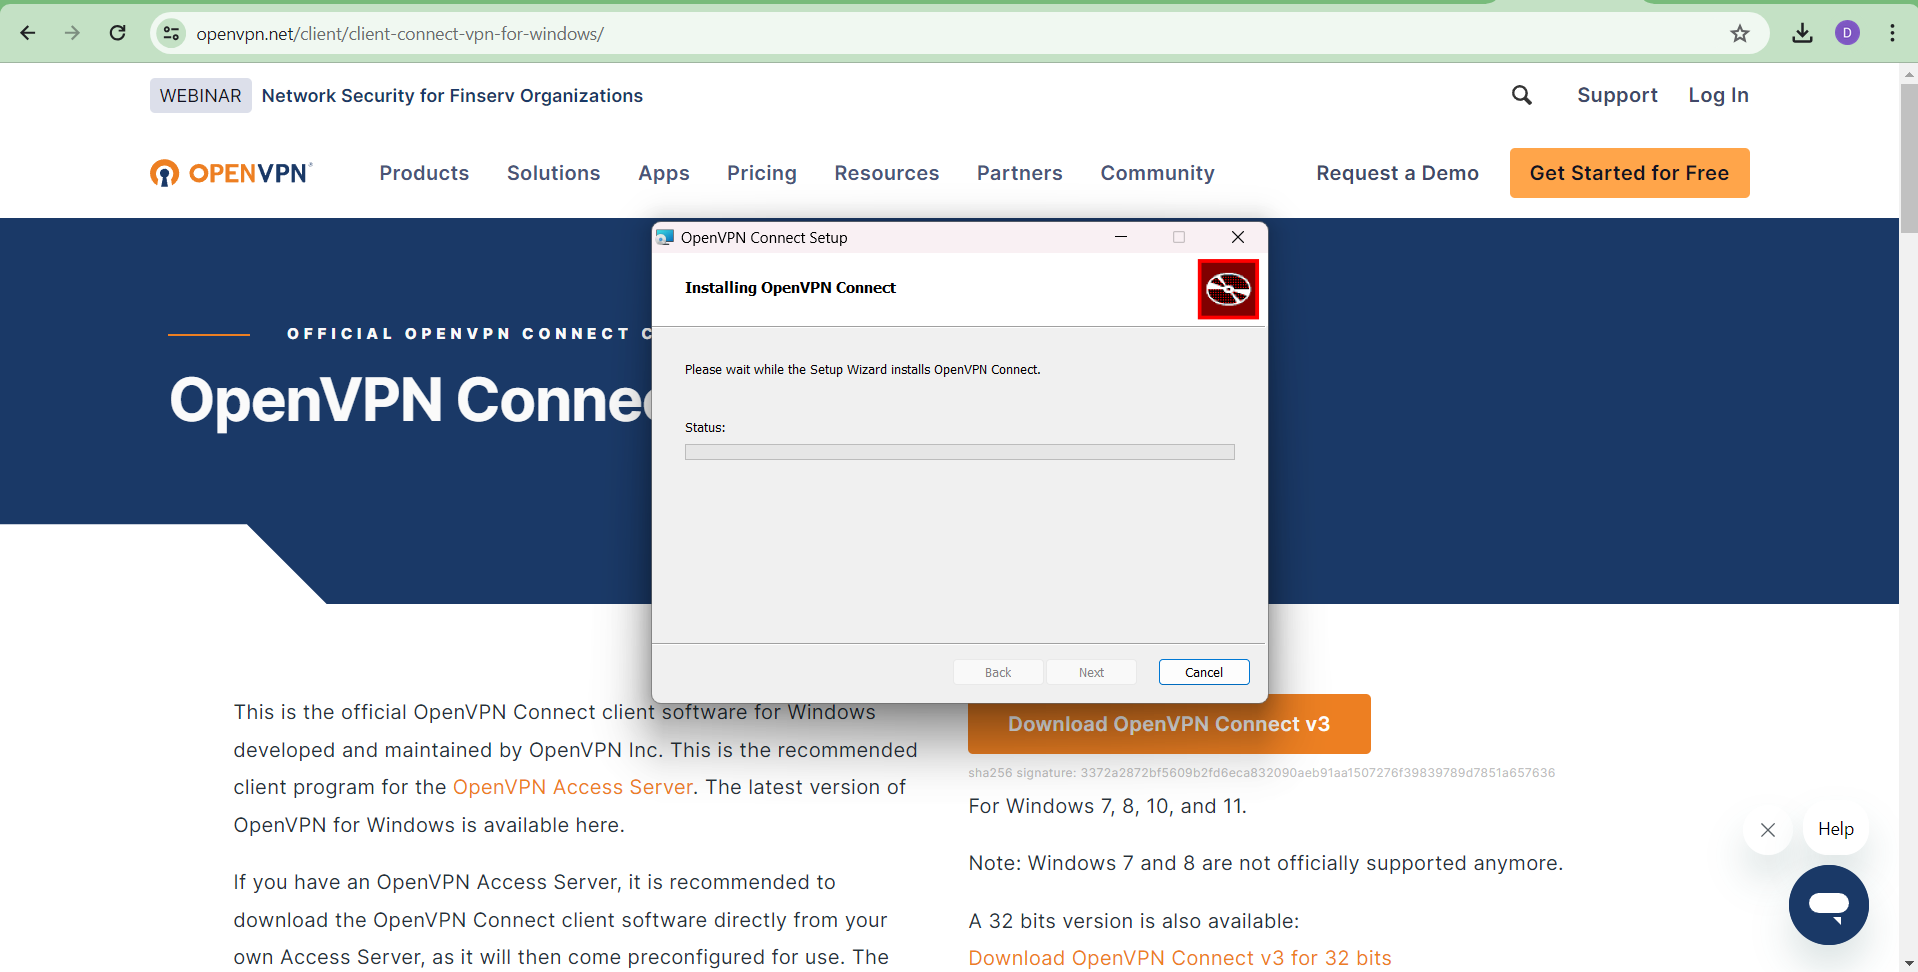 openvpn.net/client/client-connect-vpn-for-windows/
D
WEBINAR Network Security for Finserv Organizations
Support Log In
OPENVPN Products Solutions Apps Pricing Resources Partners Community Request a Demo Get Started for Free
OpenVPN Connect Setup
Installing OpenVPN Connect
Please wait while the Setup Wizard installs OpenVPN Connect.
Status:
Back Next Cancel
OFFICIAL OPENVPN CONNECT C
OpenVPN Connec
This is the official OpenVPN Connect client software for Windows
developed and maintained by OpenVPN Inc. This is the recommended
client program for the OpenVPN Access Server. The latest version of
OpenVPN for Windows is available here.
If you have an OpenVPN Access Server, it is recommended to
download the OpenVPN Connect client software directly from your
own Access Server, as it will then come preconfigured for use. The
Download OpenVPN Connect v3
sha256 signature: 3372a2872bf5609b2fd6eca832090aeb91aa1507276f39839789d7851a657636
For Windows 7, 8, 10, and 11.
Note: Windows 7 and 8 are not officially supported anymore.
A 32 bits version is also available:
Download OpenVPN Connect v3 for 32 bits
Help